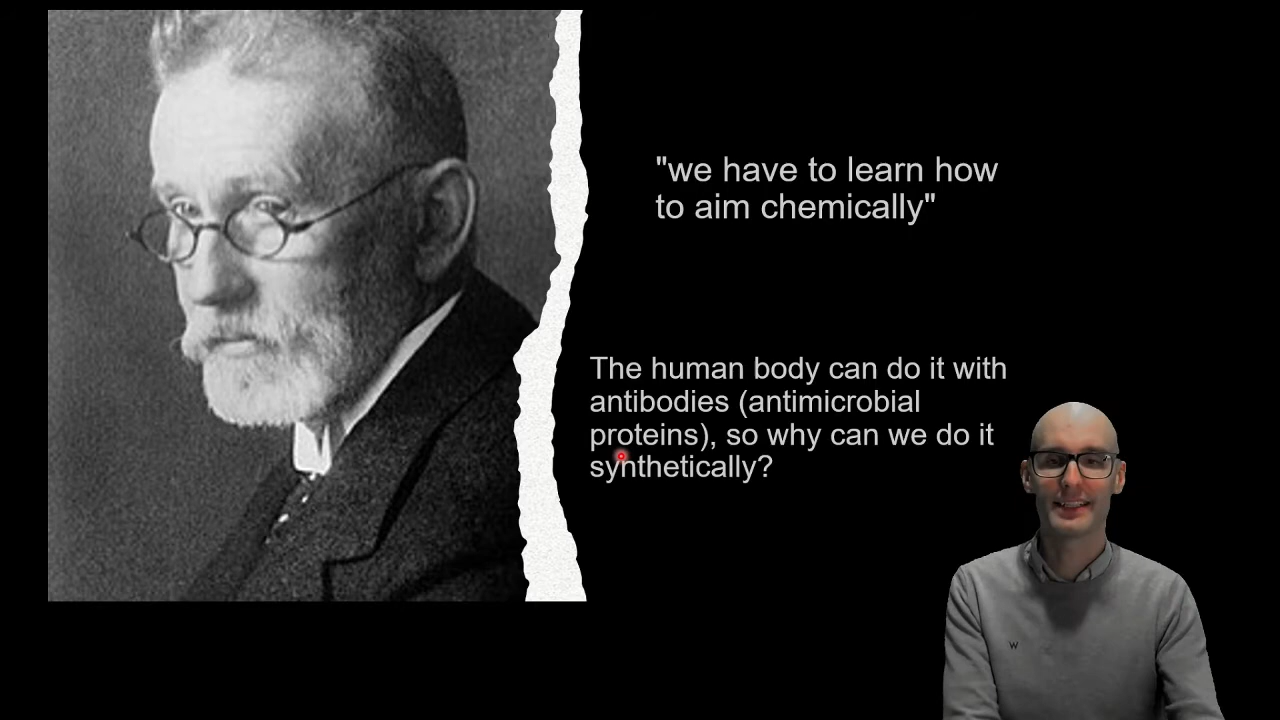 "we have to learn how
to aim chemically"
The human body can do it with
antibodies (antimicrobial
proteins), so why can we do it
synthetically?
W